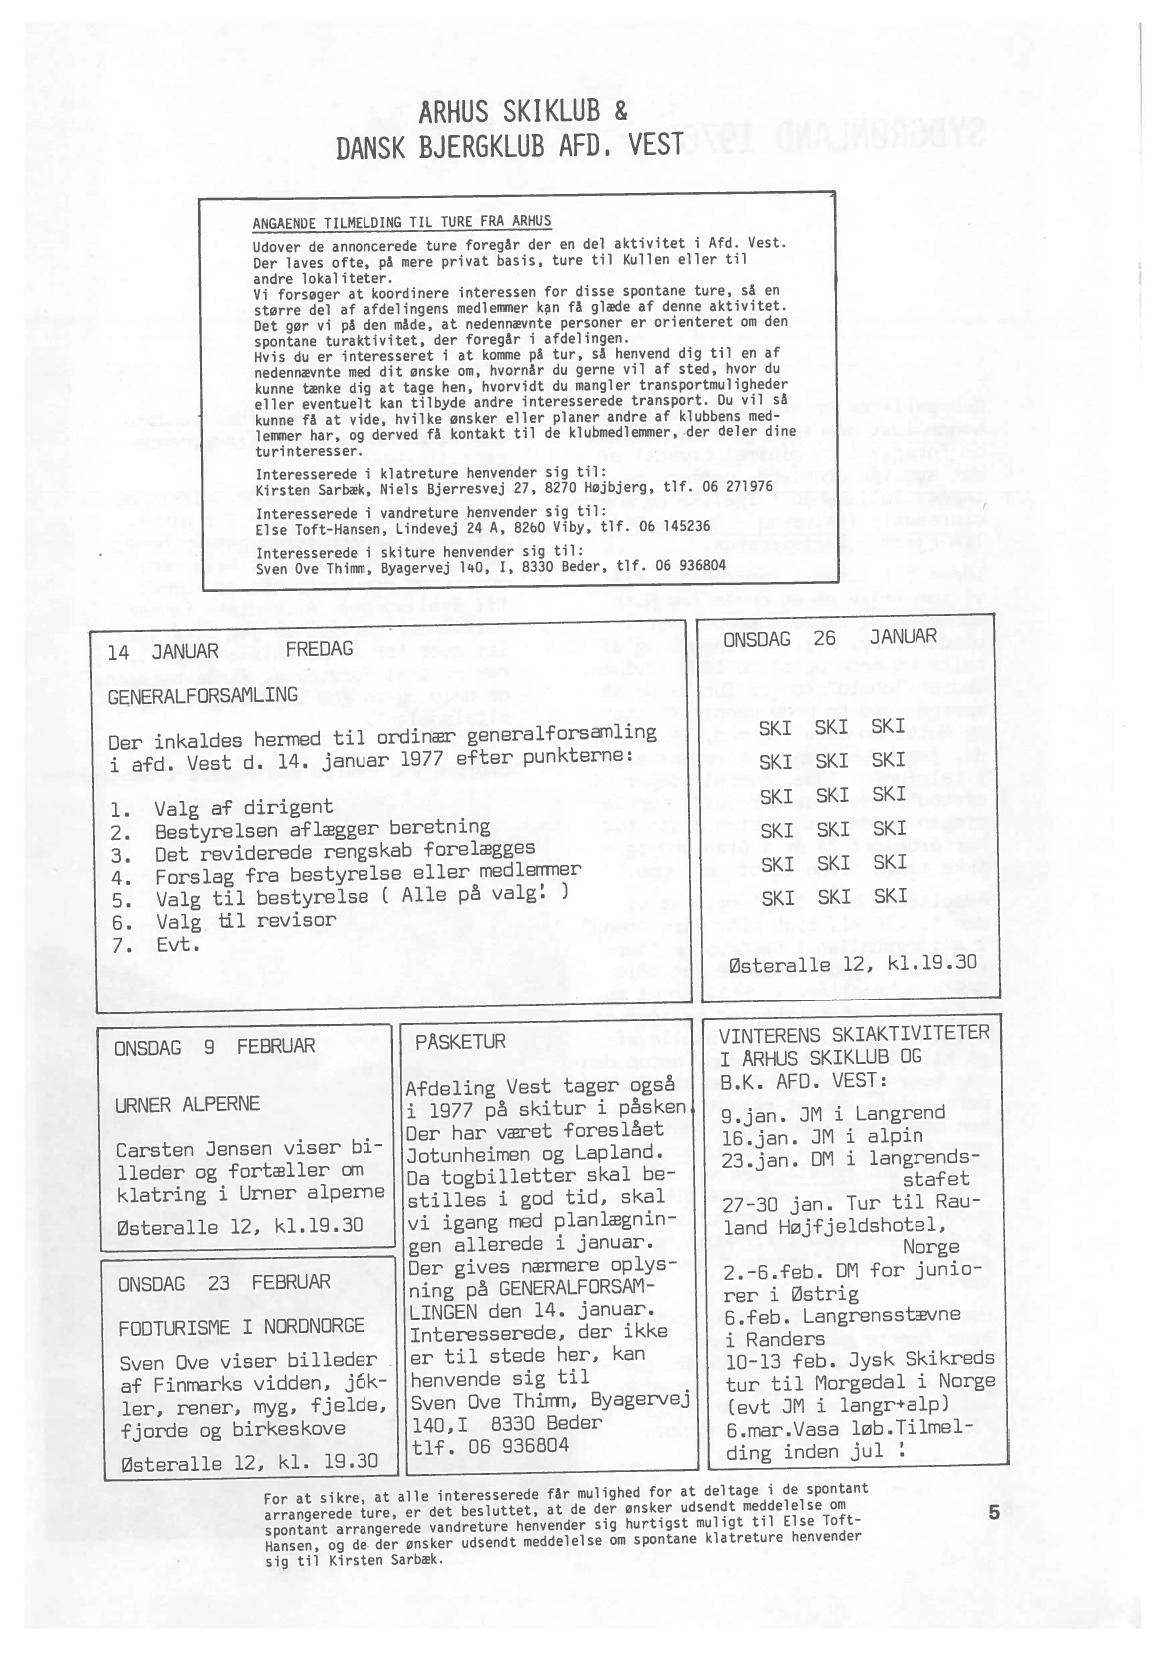 ÅRHUS SKIKLUB &
DANSK BJERGKLUB AFD. VEST
ANGÅENDE TILMELDING TIL TURE FRA ÅRHUS
Udover de annoncerede ture foregår der en del aktivitet i Afd. Vest.
Der laves ofte, på mere privat basis, ture til Kullen eller til
andre lokaliteter.
Vi forsøger at koordinere interessen for disse spontane ture, så en
større del af afdelingens medlemmer kan få glæde af denne aktivitet.
Det gør vi på den måde, at nedennævnte personer er orienteret om den
spontane turaktivitet, der foregår i afdelingen.
Hvis du er interesseret i at komme på tur, så henvend dig til en af
nedennævnte med dit ønske om, hvornår du gerne vil af sted, hvor du
kunne tænke dig at tage hen, hvorvidt du mangler transportmuligheder
eller eventuelt kan tilbyde andre interesserede transport. Du vil så
kunne få at vide, hvilke ønsker eller planer andre af klubbens med-
lemmer har, og derved få kontakt til de klubmedlemmer, der deler dine
turinteresser.
Interesserede i klatreture henvender sig til:
Kirsten Sarbæk, Niels Bjerresvej 27, 8270 Højbjerg, tlf. 06 271976
Interesserede i vandreture henvender sig til:
Else Toft-Hansen, Lindevej 24 A, 8260 Viby, tlf. 06 145236
Interesserede i skiture henvender sig til:
Sven Ove Thimm, Byagervej 140, I, 8330 Beder, tlf. 06 936804
14 JANUAR FREDAG
GENERALFORSAMLING
Der inkaldes hermed til ordinær generalforsamling
i afd. Vest d. 14. januar 1977 efter punkterne:
1. Valg af dirigent
2. Bestyrelsen aflægger beretning
3. Det reviderede rengskab forelægges
4. Forslag fra bestyrelse eller medlemmer
5. Valg til bestyrelse ( Alle på valg! )
6. Valg til revisor
7. Evt.
ONSDAG 26 JANUAR
SKI SKI SKI
SKI SKI SKI
SKI SKI SKI
SKI SKI SKI
SKI SKI SKI
SKI SKI SKI
Østeralle 12, kl.19.30
ONSDAG 9 FEBRUAR
URNER ALPERNE
Carsten Jensen viser bi-
lleder og fortæller om
klatring i Urner alperne
Østeralle 12, kl.19.30
ONSDAG 23 FEBRUAR
FODTURISME I NORDNORGE
Sven Ove viser billeder
af Finmarks vidden, jök-
ler, rener, myg, fjelde,
fjorde og birkeskove
Østeralle 12, kl. 19.30
PÅSKETUR
Afdeling Vest tager også
i 1977 på skitur i påsken.
Der har været foreslået
Jotunheimen og Lapland.
Da togbilletter skal be-
stilles i god tid, skal
vi igang med planlægnin-
gen allerede i januar.
Der gives nærmere oplys-
ning på GENERALFORSAM-
LINGEN den 14. januar.
Interesserede, der ikke
er til stede her, kan
henvende sig til
Sven Ove Thimm, Byagervej
140,I 8330 Beder
tlf. 06 936804
VINTERENS SKIAKTIVITETER
I ÅRHUS SKIKLUB OG
B.K. AFD. VEST:
9.jan. JM i Langrend
16.jan. JM i alpin
23.jan. DM i langrends-
stafet
27-30 jan. Tur til Rau-
land Højfjeldshotel,
Norge
2.-6.feb. DM for junio-
rer i Østrig
6.feb. Langrensstævne
i Randers
10-13 feb. Jysk Skikreds
tur til Morgedal i Norge
(evt JM i langr+alp)
6.mar.Vasa løb.Tilmel-
ding inden jul !
For at sikre, at alle interesserede får mulighed for at deltage i de spontant
arrangerede ture, er det besluttet, at de der ønsker udsendt meddelelse om
spontant arrangerede vandreture henvender sig hurtigst muligt til Else Toft-
Hansen, og de der ønsker udsendt meddelelse om spontane klatreture henvender
sig til Kirsten Sarbæk.
5